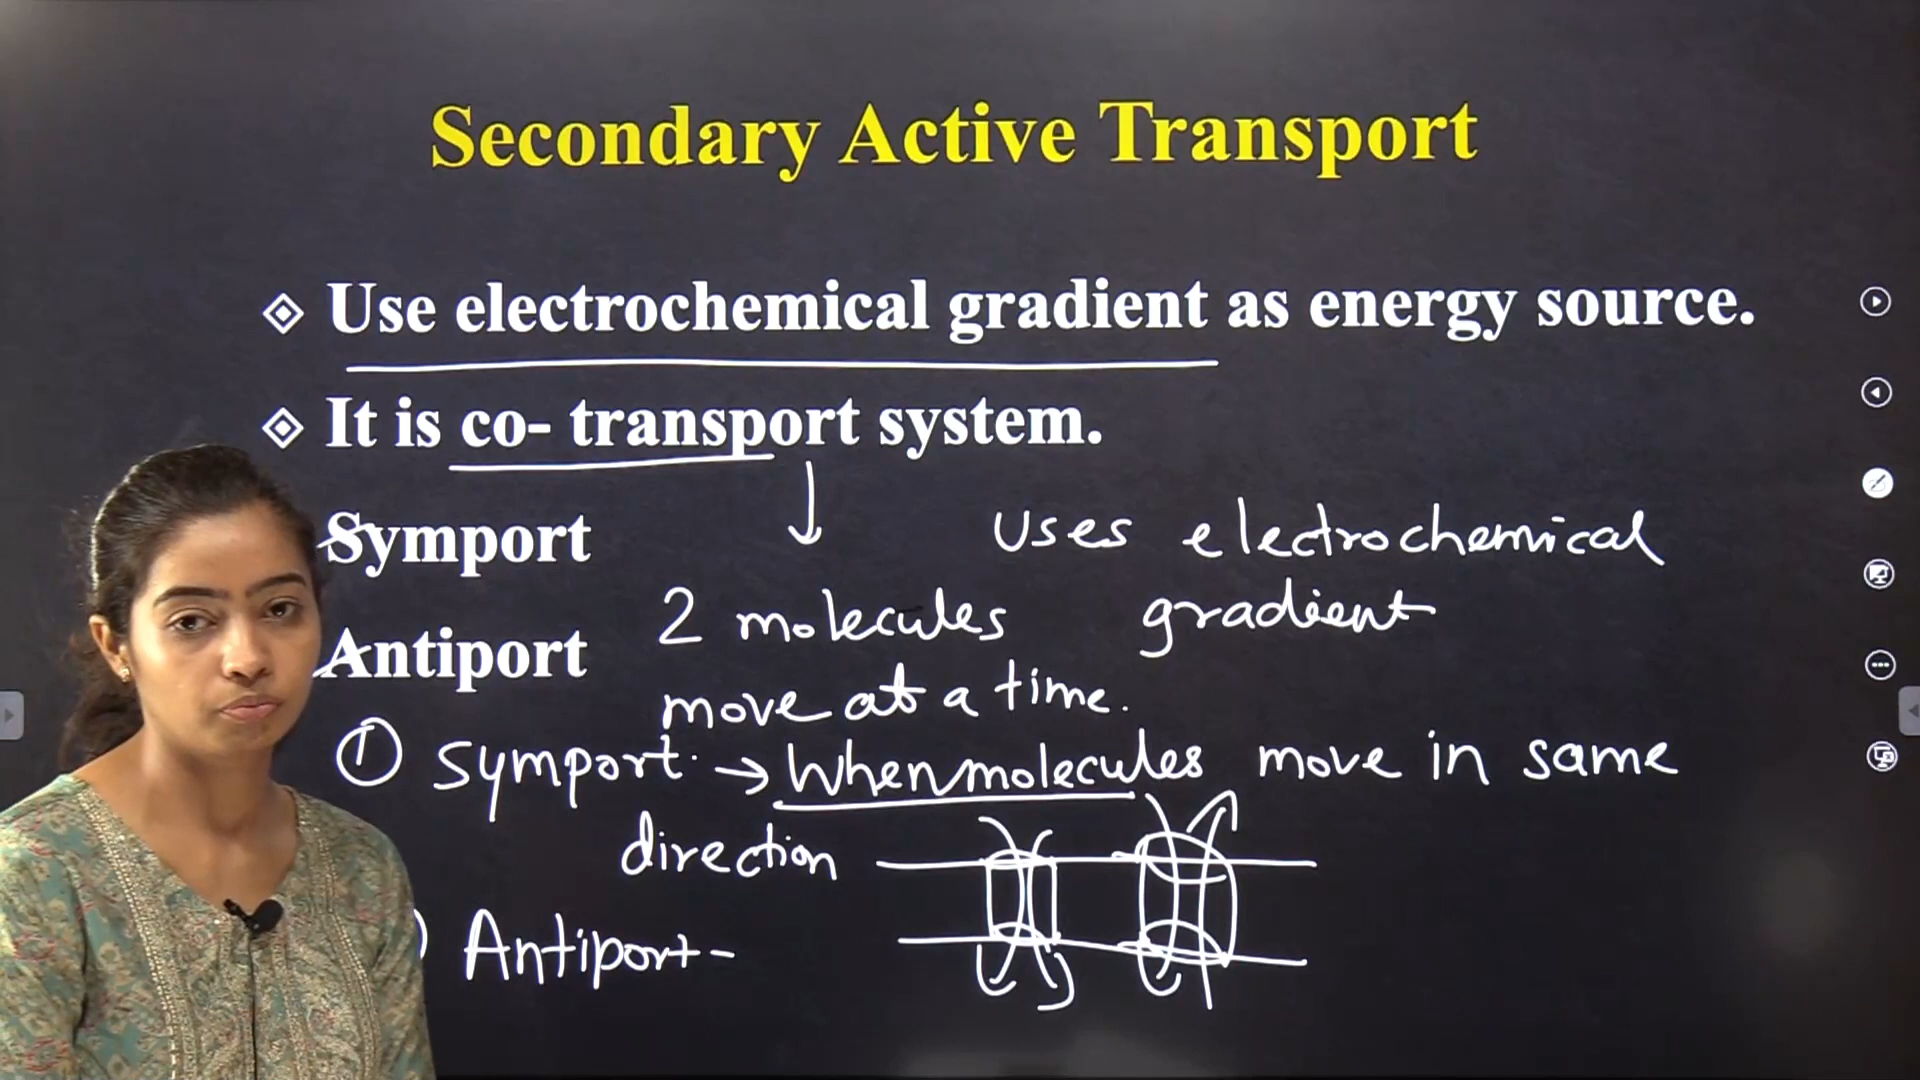 Secondary Active Transport
Use electrochemical gradient as energy source.
It is co- transport system.
Symport
Uses electrochemical
gradient
Antiport
2 molecules
move at a time.
① Symport. → When molecules move in same
direction
) Antiport -